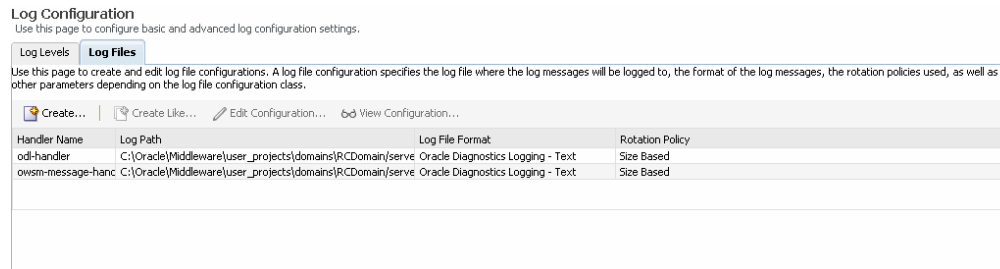 Log Configuration
Use this page to configure basic and advanced log configuration settings.
Log Levels Log Files
Use this page to create and edit log file configurations. A log file configuration specifies the log file where the log messages will be logged to, the format of the log messages, the rotation policies used, as well as
other parameters depending on the log file configuration class.
Create... Create Like... Edit Configuration... View Configuration...
Handler Name Log Path Log File Format Rotation Policy
odl-handler C:\Oracle\Middleware\user_projects\domains\RCDomain/serve Oracle Diagnostics Logging - Text Size Based
owsm-message-hanc C:\Oracle\Middleware\user_projects\domains\RCDomain/serve Oracle Diagnostics Logging - Text Size Based